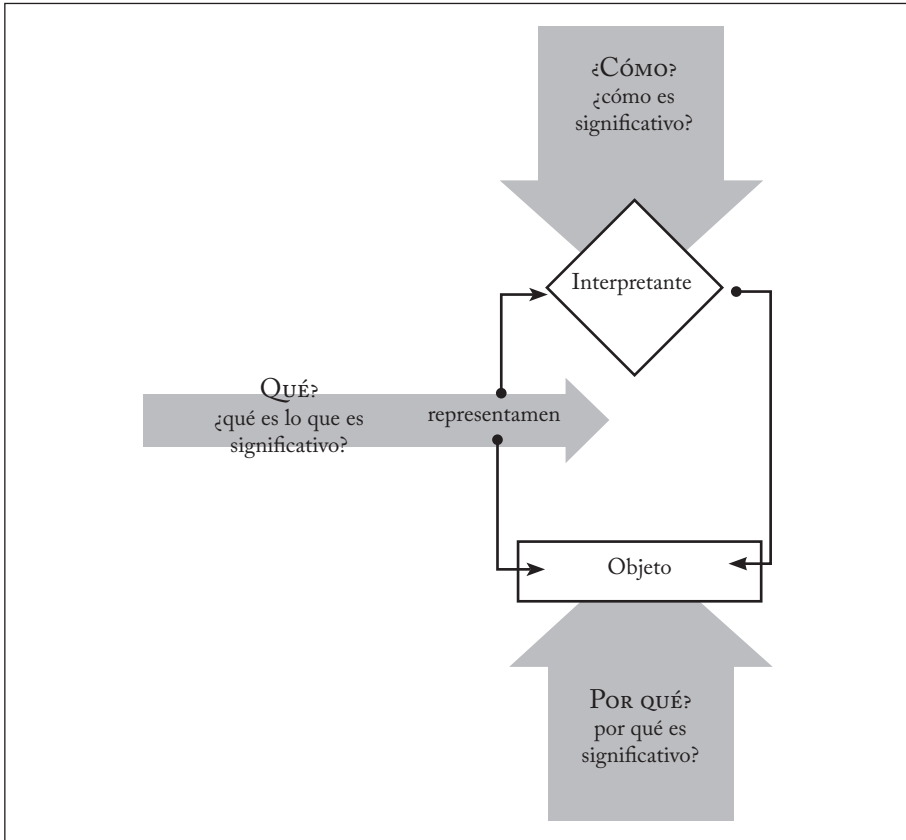 ¿Cómo?
¿cómo es
significativo?
Interpretante
Qué?
¿qué es lo que es
significativo?
representamen
Objeto
Por qué?
por qué es
significativo?